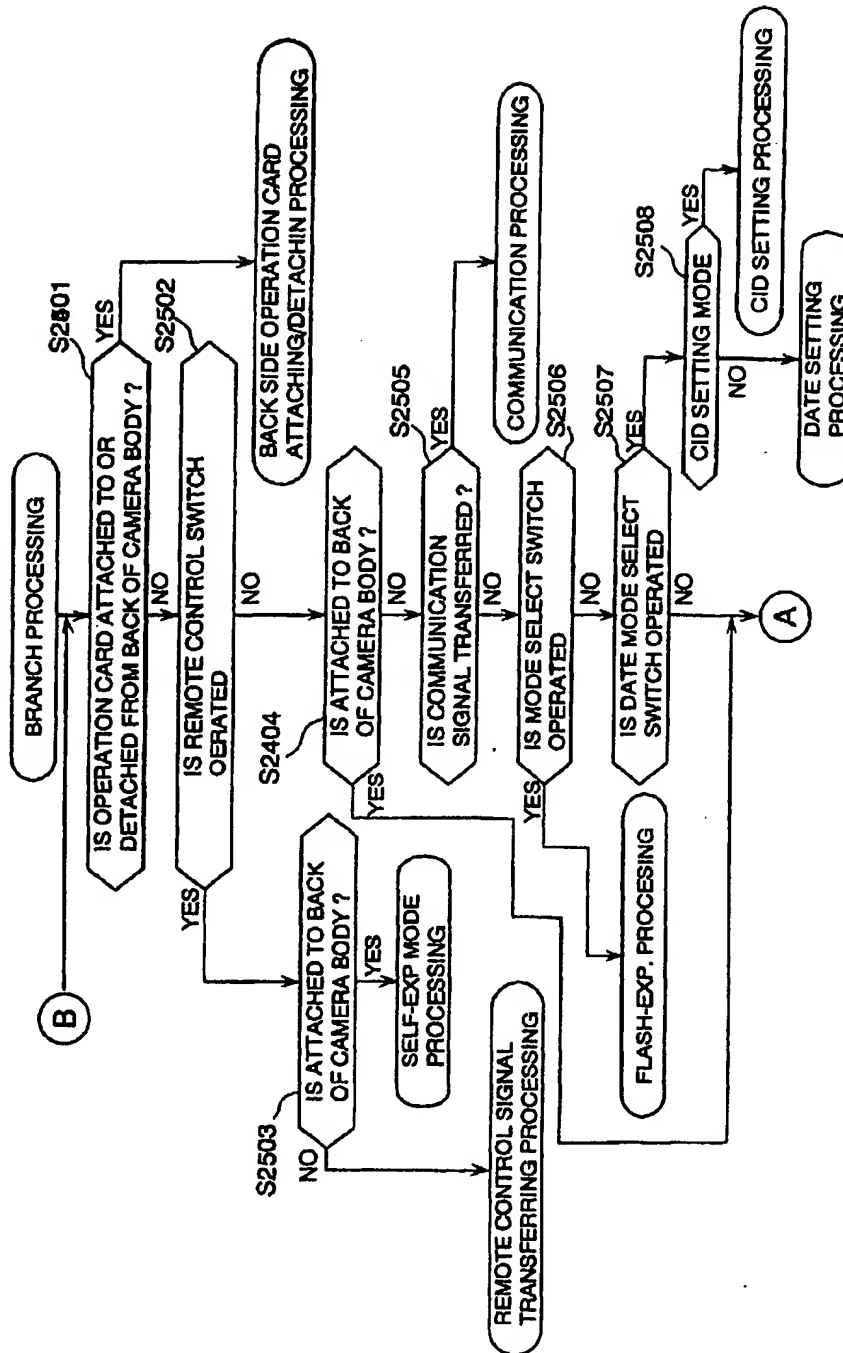 BRANCH PROCESSING
B
S2501
IS OPERATION CARD ATTACHED TO OR
DETACHED FROM BACK OF CAMERA BODY ?
YES
NO
BACK SIDE OPERATION CARD
ATTACHING/DETACHIN PROCESSING
S2502
IS REMOTE CONTROL SWITCH
OERATED
YES
NO
S2503
IS ATTACHED TO BACK
OF CAMERA BODY ?
NO
YES
SELF-EXP MODE
PROCESSING
REMOTE CONTROL SIGNAL
TRANSFERRING PROCESSING
S2404
IS ATTACHED TO BACK
OF CAMERA BODY ?
YES
NO
S2505
IS COMMUNICATION
SIGNAL TRANSFERRED ?
YES
NO
COMMUNICATION PROCESSING
S2506
IS MODE SELECT SWITCH
OPERATED
YES
NO
FLASH-EXP. PROCESING
S2507
IS DATE MODE SELECT
SWITCH OPERATED
YES
NO
S2508
CID SETTING MODE
YES
NO
CID SETTING PROCESSING
DATE SETTING
PROCESSING
A